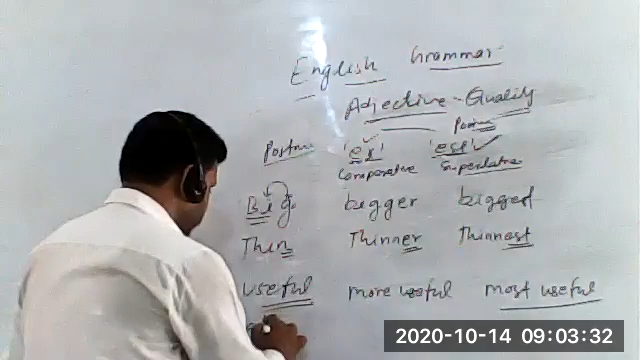 English Grammar
Adjective - Quality
Positive
Positive 'er' 'est'
Comparative Superlative
Big bigger biggest
Thin Thinner Thinnest
useful more useful most useful
2020-10-14 09:03:32